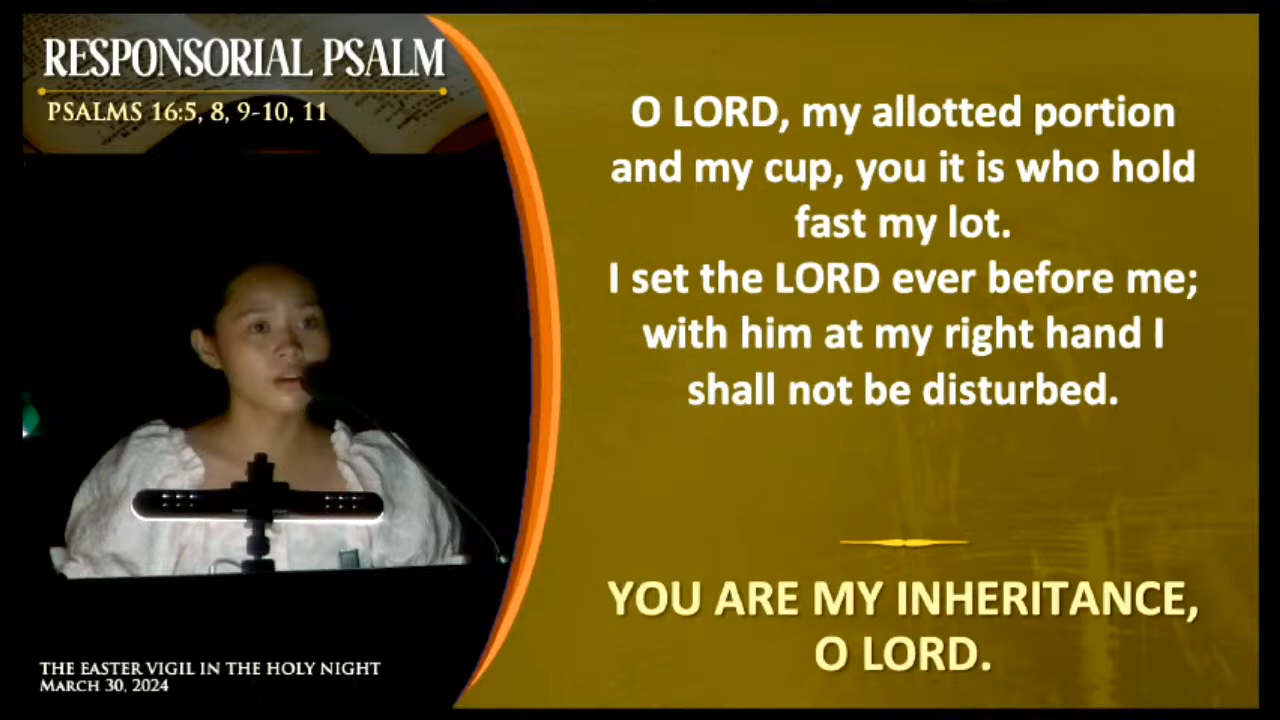 RESPONSORIAL PSALM
PSALMS 16:5, 8, 9-10, 11
O LORD, my allotted portion
and my cup, you it is who hold
fast my lot.
I set the LORD ever before me;
with him at my right hand I
shall not be disturbed.
YOU ARE MY INHERITANCE,
O LORD.
THE EASTER VIGIL IN THE HOLY NIGHT
MARCH 30, 2024